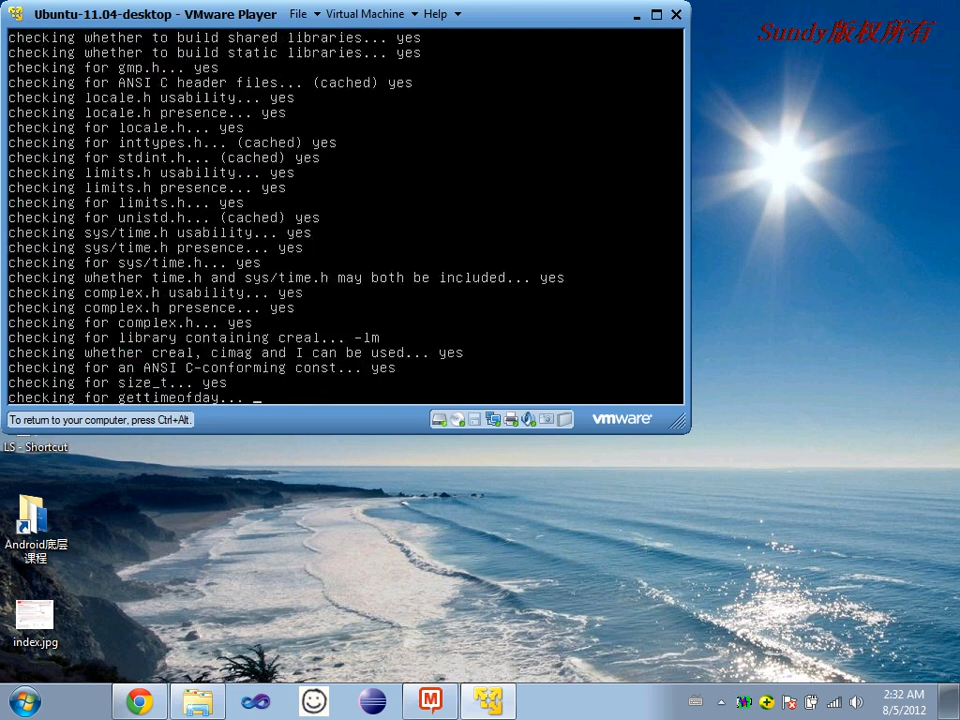 Ubuntu-11.04-desktop - VMware Player File Virtual Machine Help
checking whether to build shared libraries... yes
checking whether to build static libraries... yes
checking for gmp.h... yes
checking for ANSI C header files... (cached) yes
checking locale.h usability... yes
checking locale.h presence... yes
checking for locale.h... yes
checking for inttypes.h... (cached) yes
checking for stdint.h... (cached) yes
checking limits.h usability... yes
checking limits.h presence... yes
checking for limits.h... yes
checking for unistd.h... (cached) yes
checking sys/time.h usability... yes
checking sys/time.h presence... yes
checking for sys/time.h... yes
checking whether time.h and sys/time.h may both be included... yes
checking complex.h usability... yes
checking complex.h presence... yes
checking for complex.h... yes
checking for library containing creal... -lm
checking whether creal, cimag and I can be used... yes
checking for an ANSI C-conforming const... yes
checking for size_t... yes
checking for gettimeofday... _
To return to your computer, press Ctrl+Alt.
vmware
Sundy版权所有
LS - Shortcut
Android底层
课程
index.jpg
2:32 AM
8/5/2012